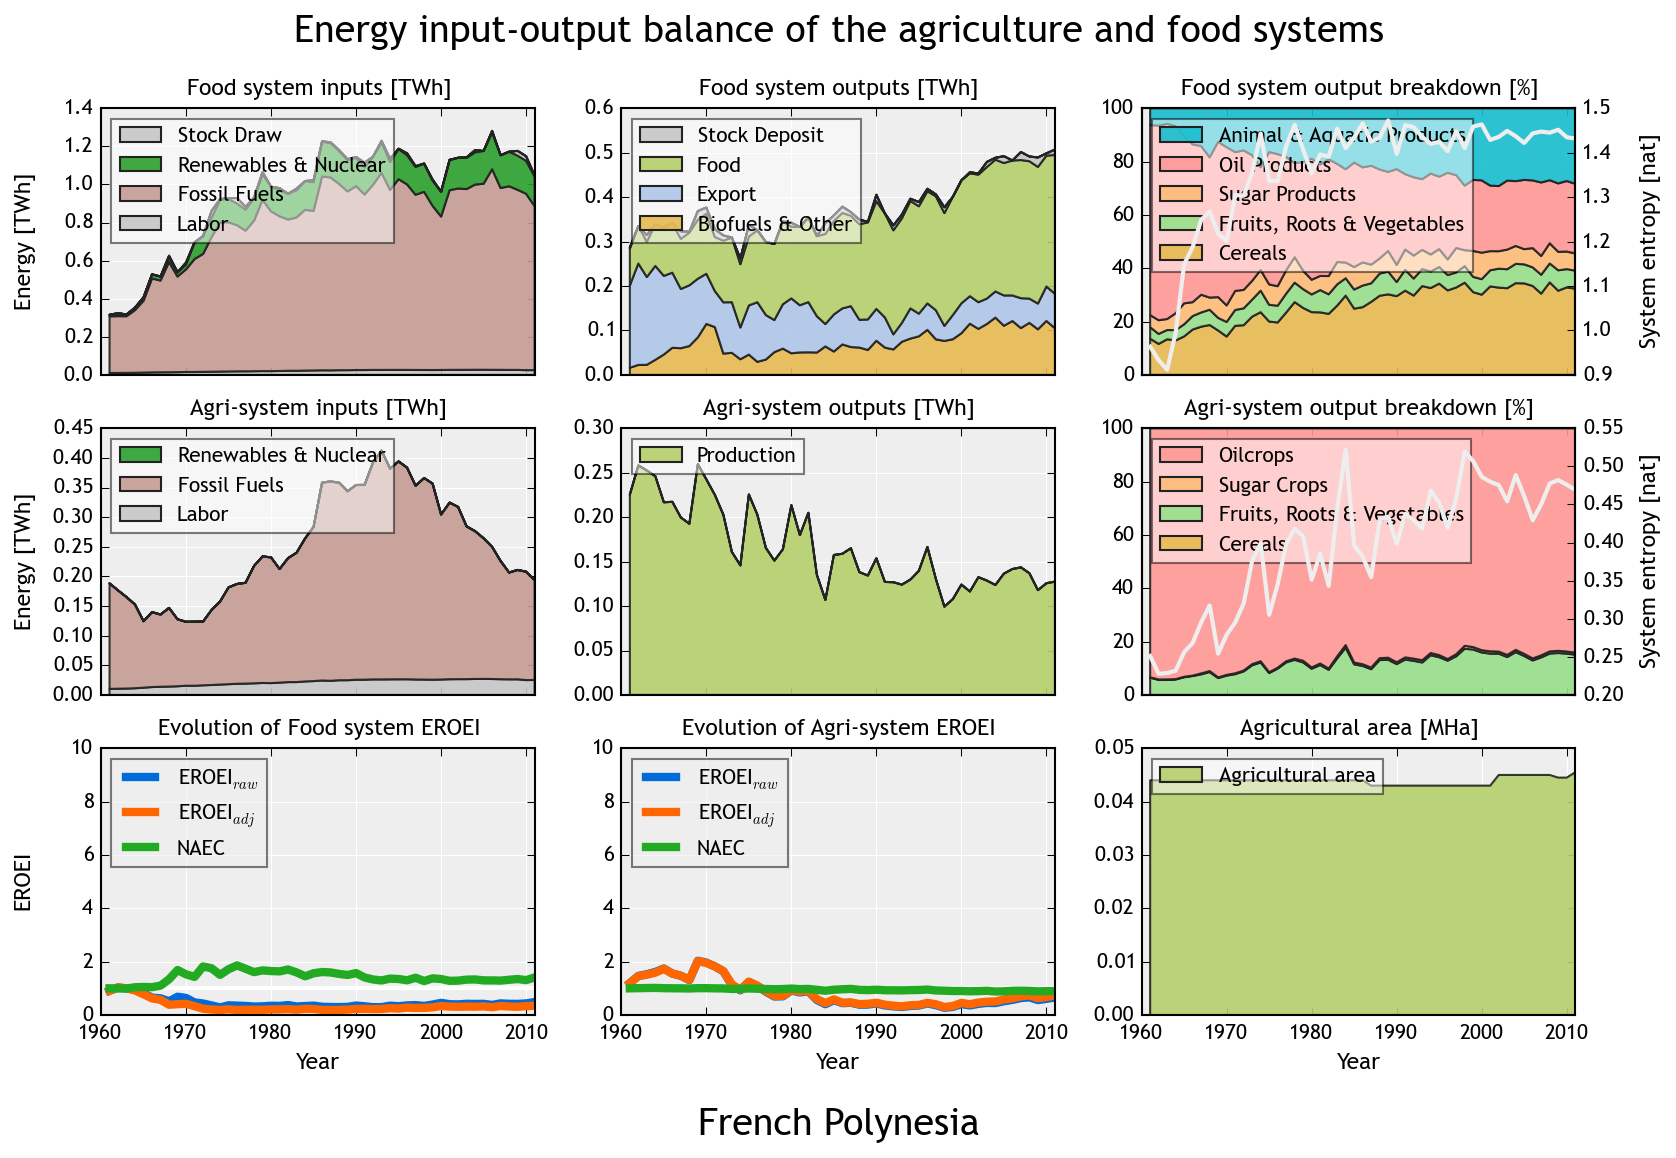 Energy input-output balance of the agriculture and food systems
Food system inputs [TWh]
Food system outputs [TWh]
Food system output breakdown [%]
Energy [TWh]
1.4
1.2
1.0
0.8
0.6
0.4
0.2
0.0
Stock Draw
Renewables & Nuclear
Fossil Fuels
Labor
0.6
0.5
0.4
0.3
0.2
0.1
0.0
Stock Deposit
Food
Export
Biofuels & Other
100
80
60
40
20
0
Animal & Aquatic Products
Oil Products
Sugar Products
Fruits, Roots & Vegetables
Cereals
1.5
1.4
1.3
1.2
1.1
1.0
0.9
System entropy [nat]
Agri-system inputs [TWh]
Agri-system outputs [TWh]
Agri-system output breakdown [%]
Energy [TWh]
0.45
0.40
0.35
0.30
0.25
0.20
0.15
0.10
0.05
0.00
Renewables & Nuclear
Fossil Fuels
Labor
0.30
0.25
0.20
0.15
0.10
0.05
0.00
Production
100
80
60
40
20
0
Oilcrops
Sugar Crops
Fruits, Roots & Vegetables
Cereals
0.55
0.50
0.45
0.40
0.35
0.30
0.25
0.20
System entropy [nat]
Evolution of Food system EROEI
Evolution of Agri-system EROEI
Agricultural area [MHa]
EROEI
10
8
6
4
2
0
EROEI raw
EROEI adj
NAEC
1960 1970 1980 1990 2000 2010
Year
10
8
6
4
2
0
EROEI raw
EROEI adj
NAEC
1960 1970 1980 1990 2000 2010
Year
0.05
0.04
0.03
0.02
0.01
0.00
Agricultural area
1960 1970 1980 1990 2000 2010
Year
French Polynesia